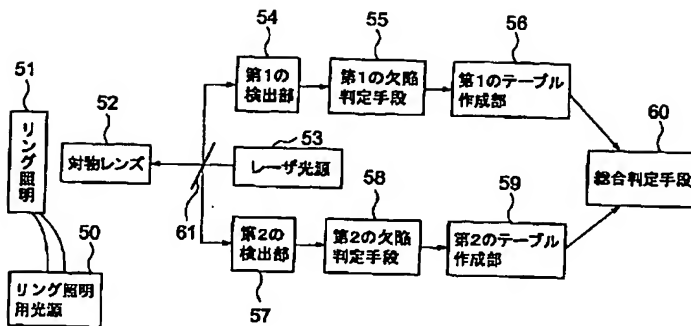 54
55
56
51
第1の
検出部
第1の欠陥
判定手段
第1のテーブル
作成部
52
リング照明
60
53
対物レンズ
レーザ光源
総合判定手段
61
58
59
50
第2の
検出部
第2の欠陥
判定手段
第2のテーブル
作成部
リング照明
用光源
57